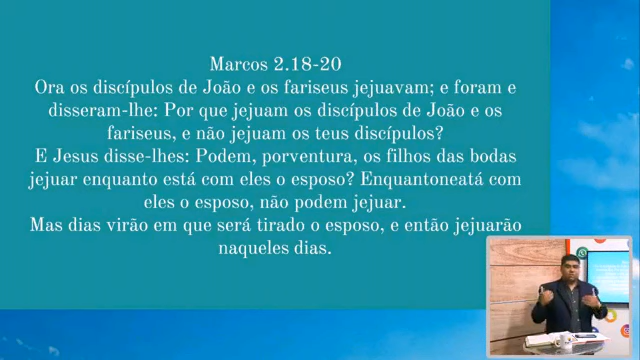 Marcos 2.18-20
Ora os discípulos de João e os fariseus jejuavam; e foram e
disseram-lhe: Por que jejuam os discípulos de João e os
fariseus, e não jejuam os teus discípulos?
E Jesus disse-lhes: Podem, porventura, os filhos das bodas
jejuar enquanto está com eles o esposo? Enquantoneatá com
eles o esposo, não podem jejuar.
Mas dias virão em que será tirado o esposo, e então jejuarão
naqueles dias.